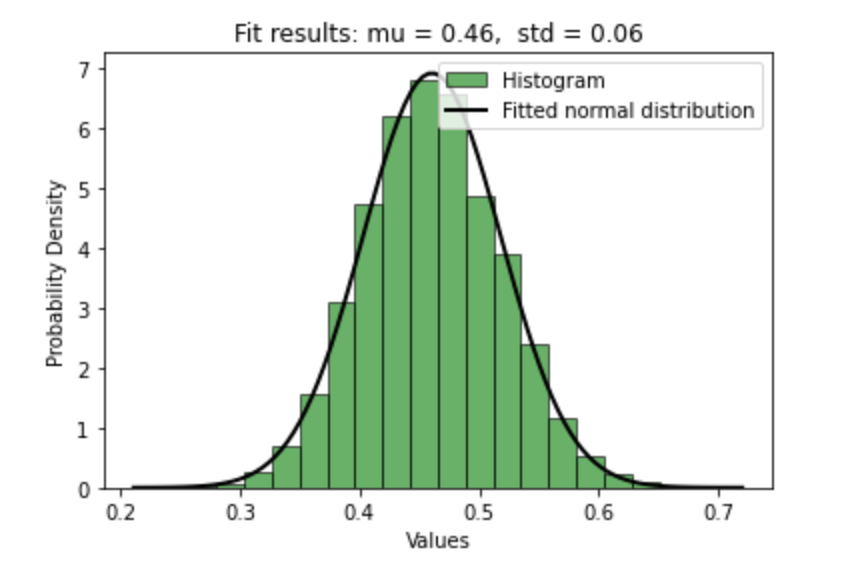 Fit results: mu = 0.46,  std = 0.06
Histogram
Fitted normal distribution
Probability Density
7
6
5
4
3
2
1
0
0.2 0.3 0.4 0.5 0.6 0.7
Values